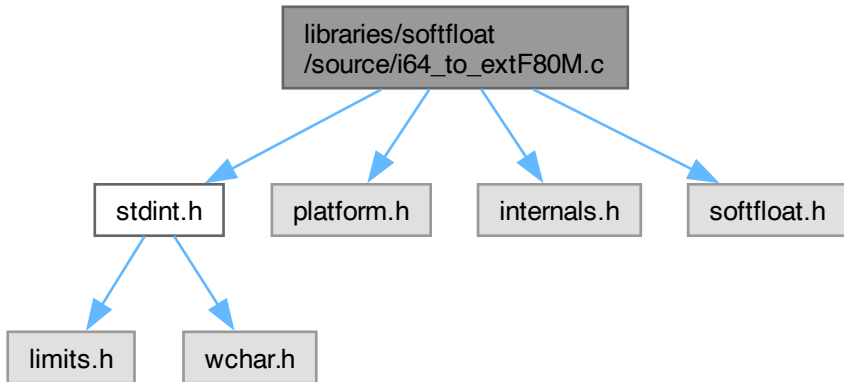 libraries/softfloat
/source/i64_to_extF80M.c
stdint.h
platform.h
internals.h
softfloat.h
limits.h
wchar.h